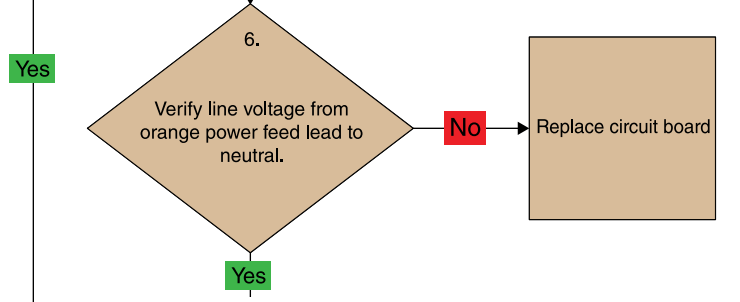 6.
Yes
Verify line voltage from
orange power feed lead to
neutral.
No
Replace circuit board
Yes